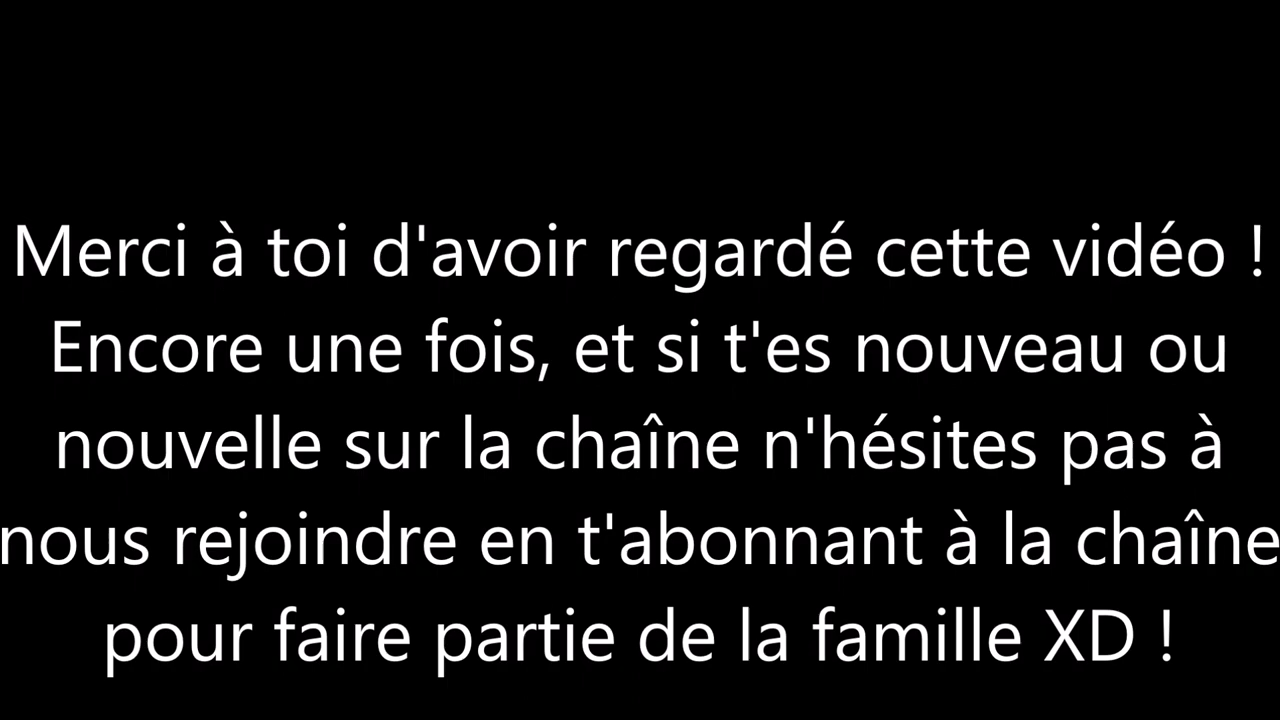 Merci à toi d'avoir regardé cette vidéo !
Encore une fois, et si t'es nouveau ou
nouvelle sur la chaîne n'hésites pas à
nous rejoindre en t'abonnant à la chaîne
pour faire partie de la famille XD !